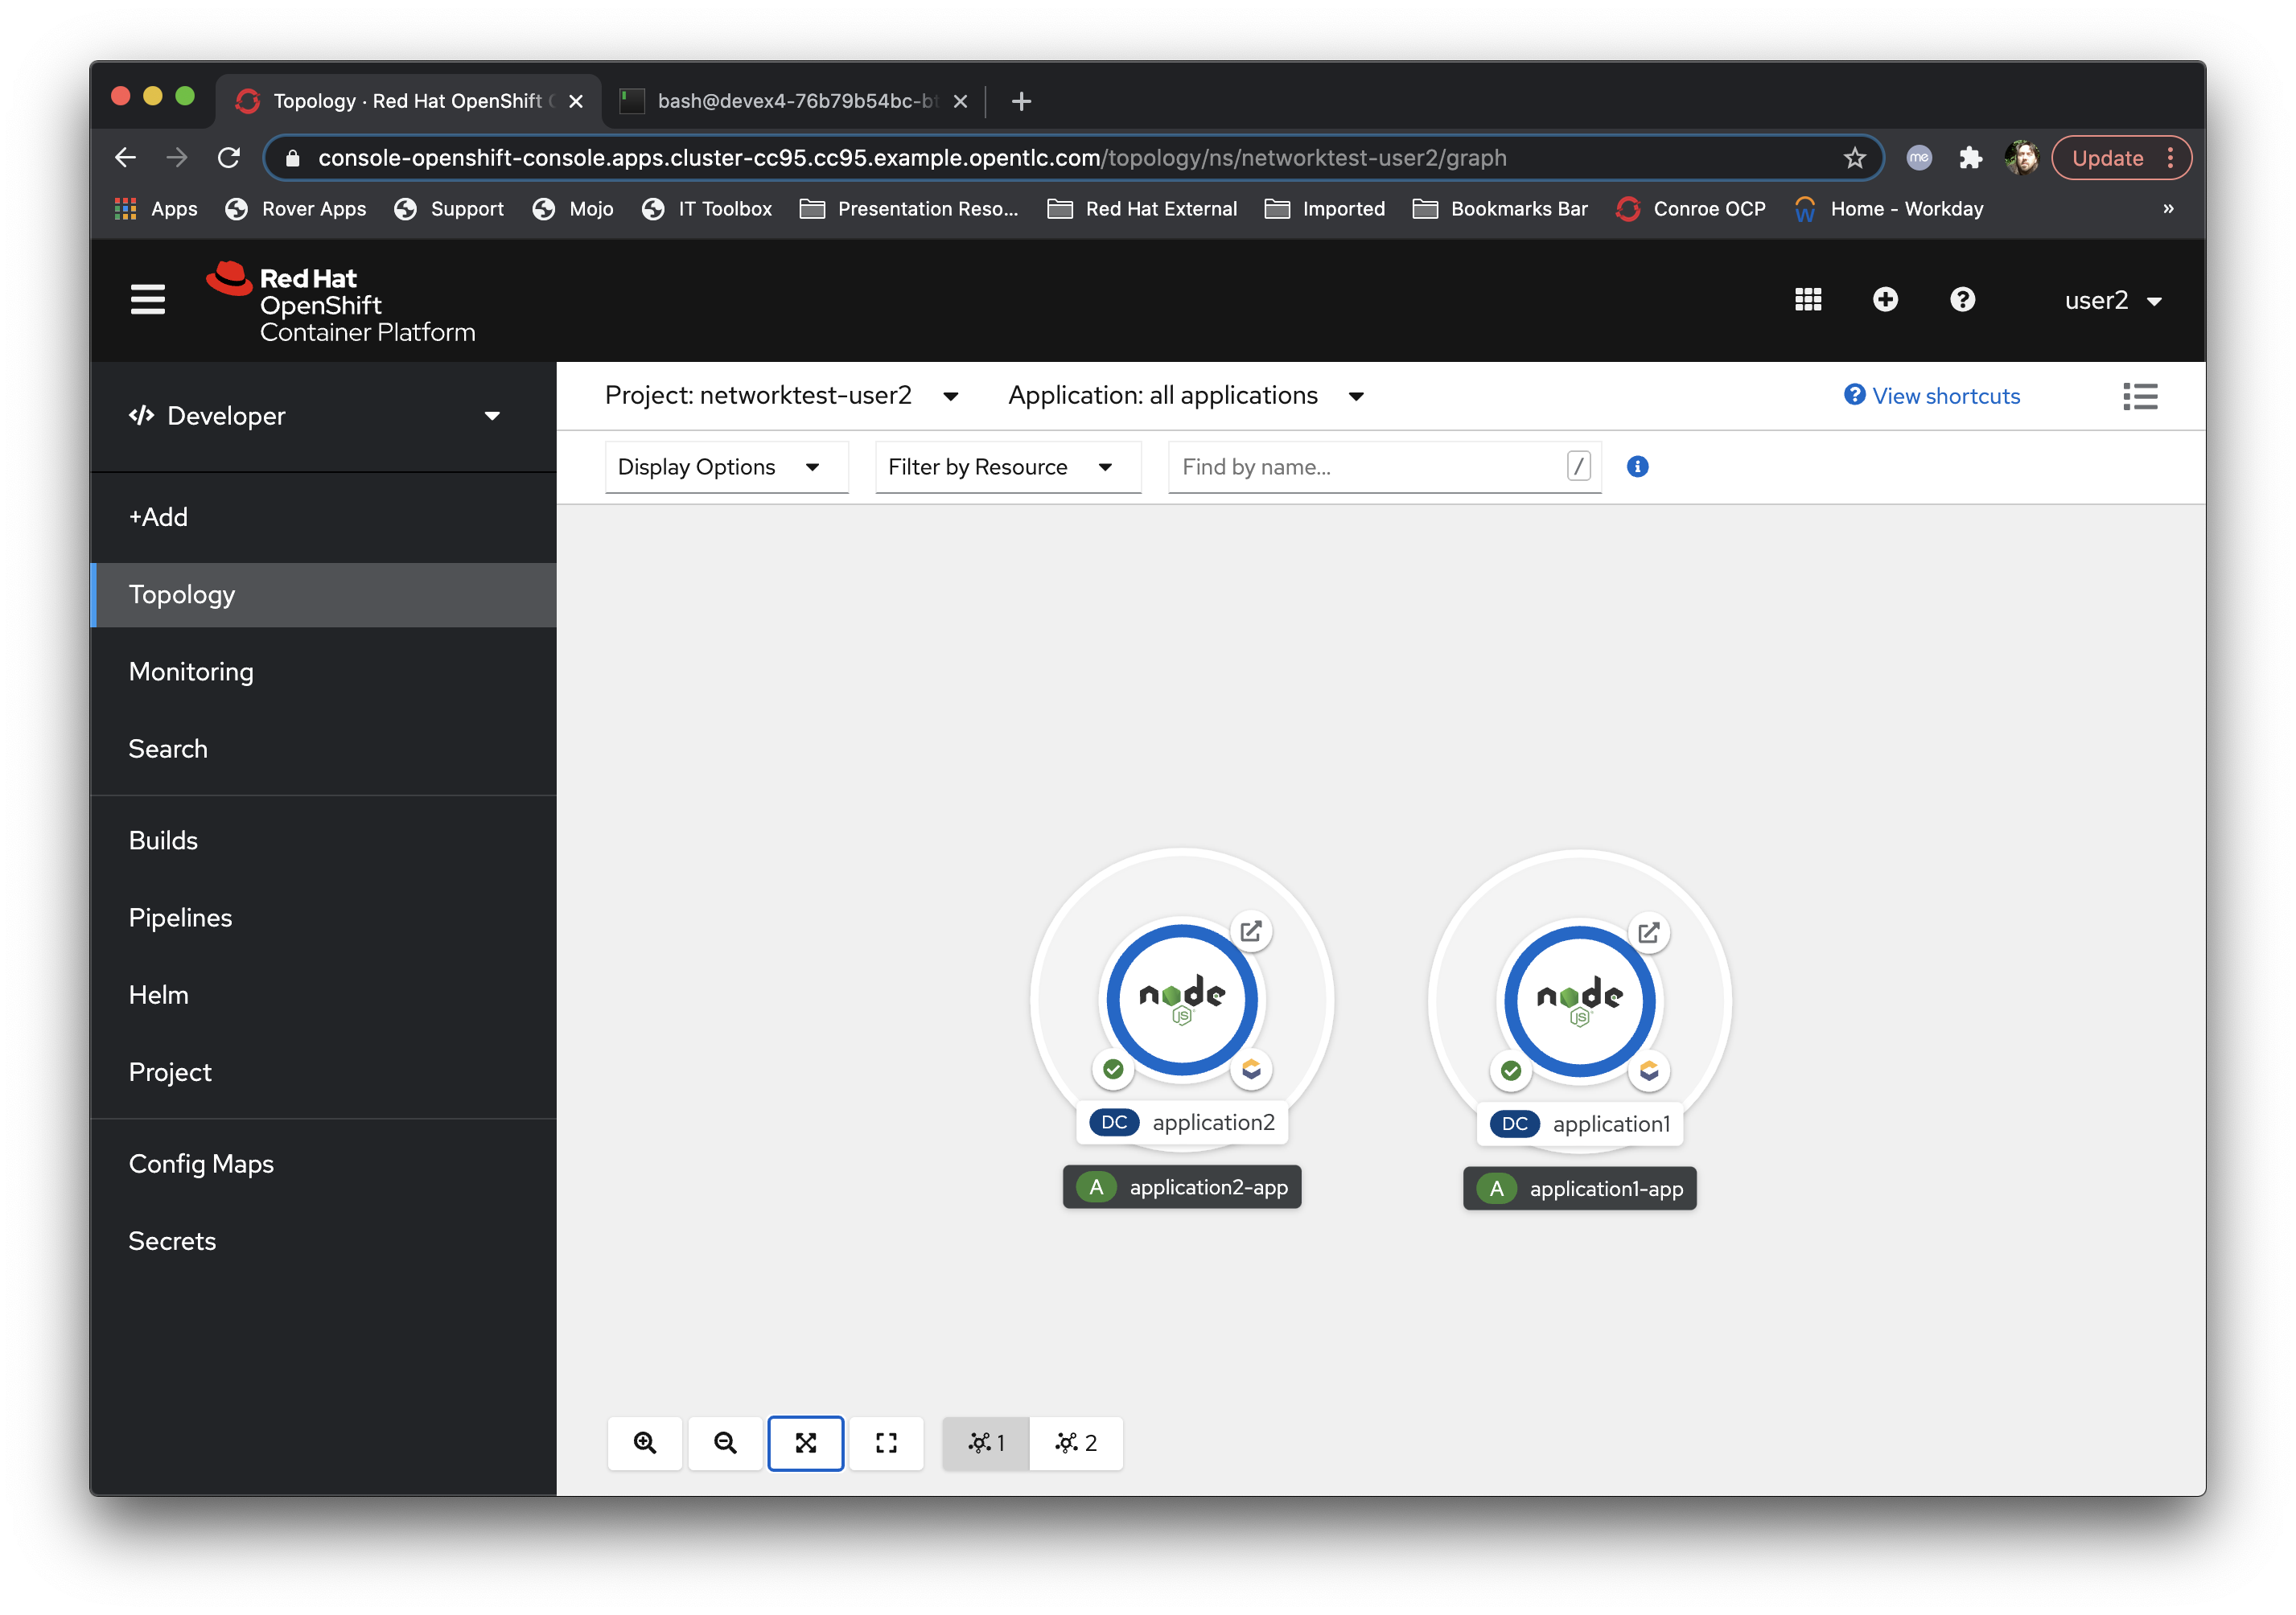 Topology · Red Hat OpenShift
bash@devex4-76b79b54bc-b
console-openshift-console.apps.cluster-cc95.cc95.example.opentlc.com/topology/ns/networktest-user2/graph
me
Update
Apps
Rover Apps
Support
Mojo
IT Toolbox
Presentation Reso...
Red Hat External
Imported
Bookmarks Bar
Conroe OCP
Home - Workday
»
Red Hat
OpenShift
Container Platform
user2
Developer
+Add
Topology
Monitoring
Search
Builds
Pipelines
Helm
Project
Config Maps
Secrets
Project: networktest-user2
Application: all applications
View shortcuts
Display Options
Filter by Resource
Find by name...
/
node
JS
DC application2
A application2-app
node
JS
DC application1
A application1-app
1
2